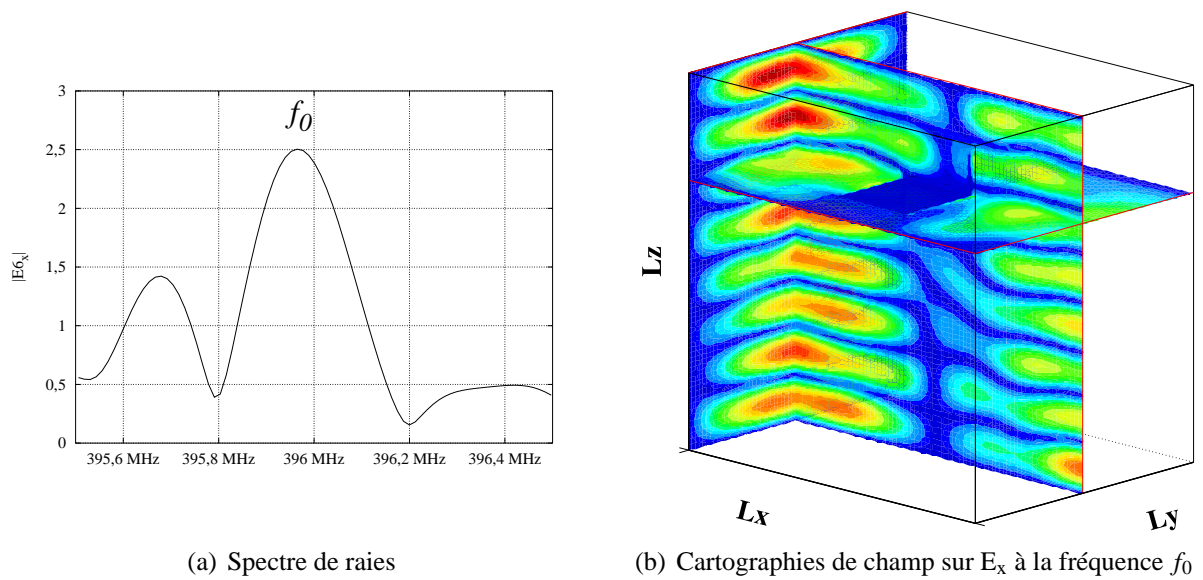 3
2,5
2
1,5
1
0,5
0
|E6x|
f0
395,6 MHz 395,8 MHz 396 MHz 396,2 MHz 396,4 MHz
Lz
Lx
Ly
(a) Spectre de raies
(b) Cartographies de champ sur Ex à la fréquence f0